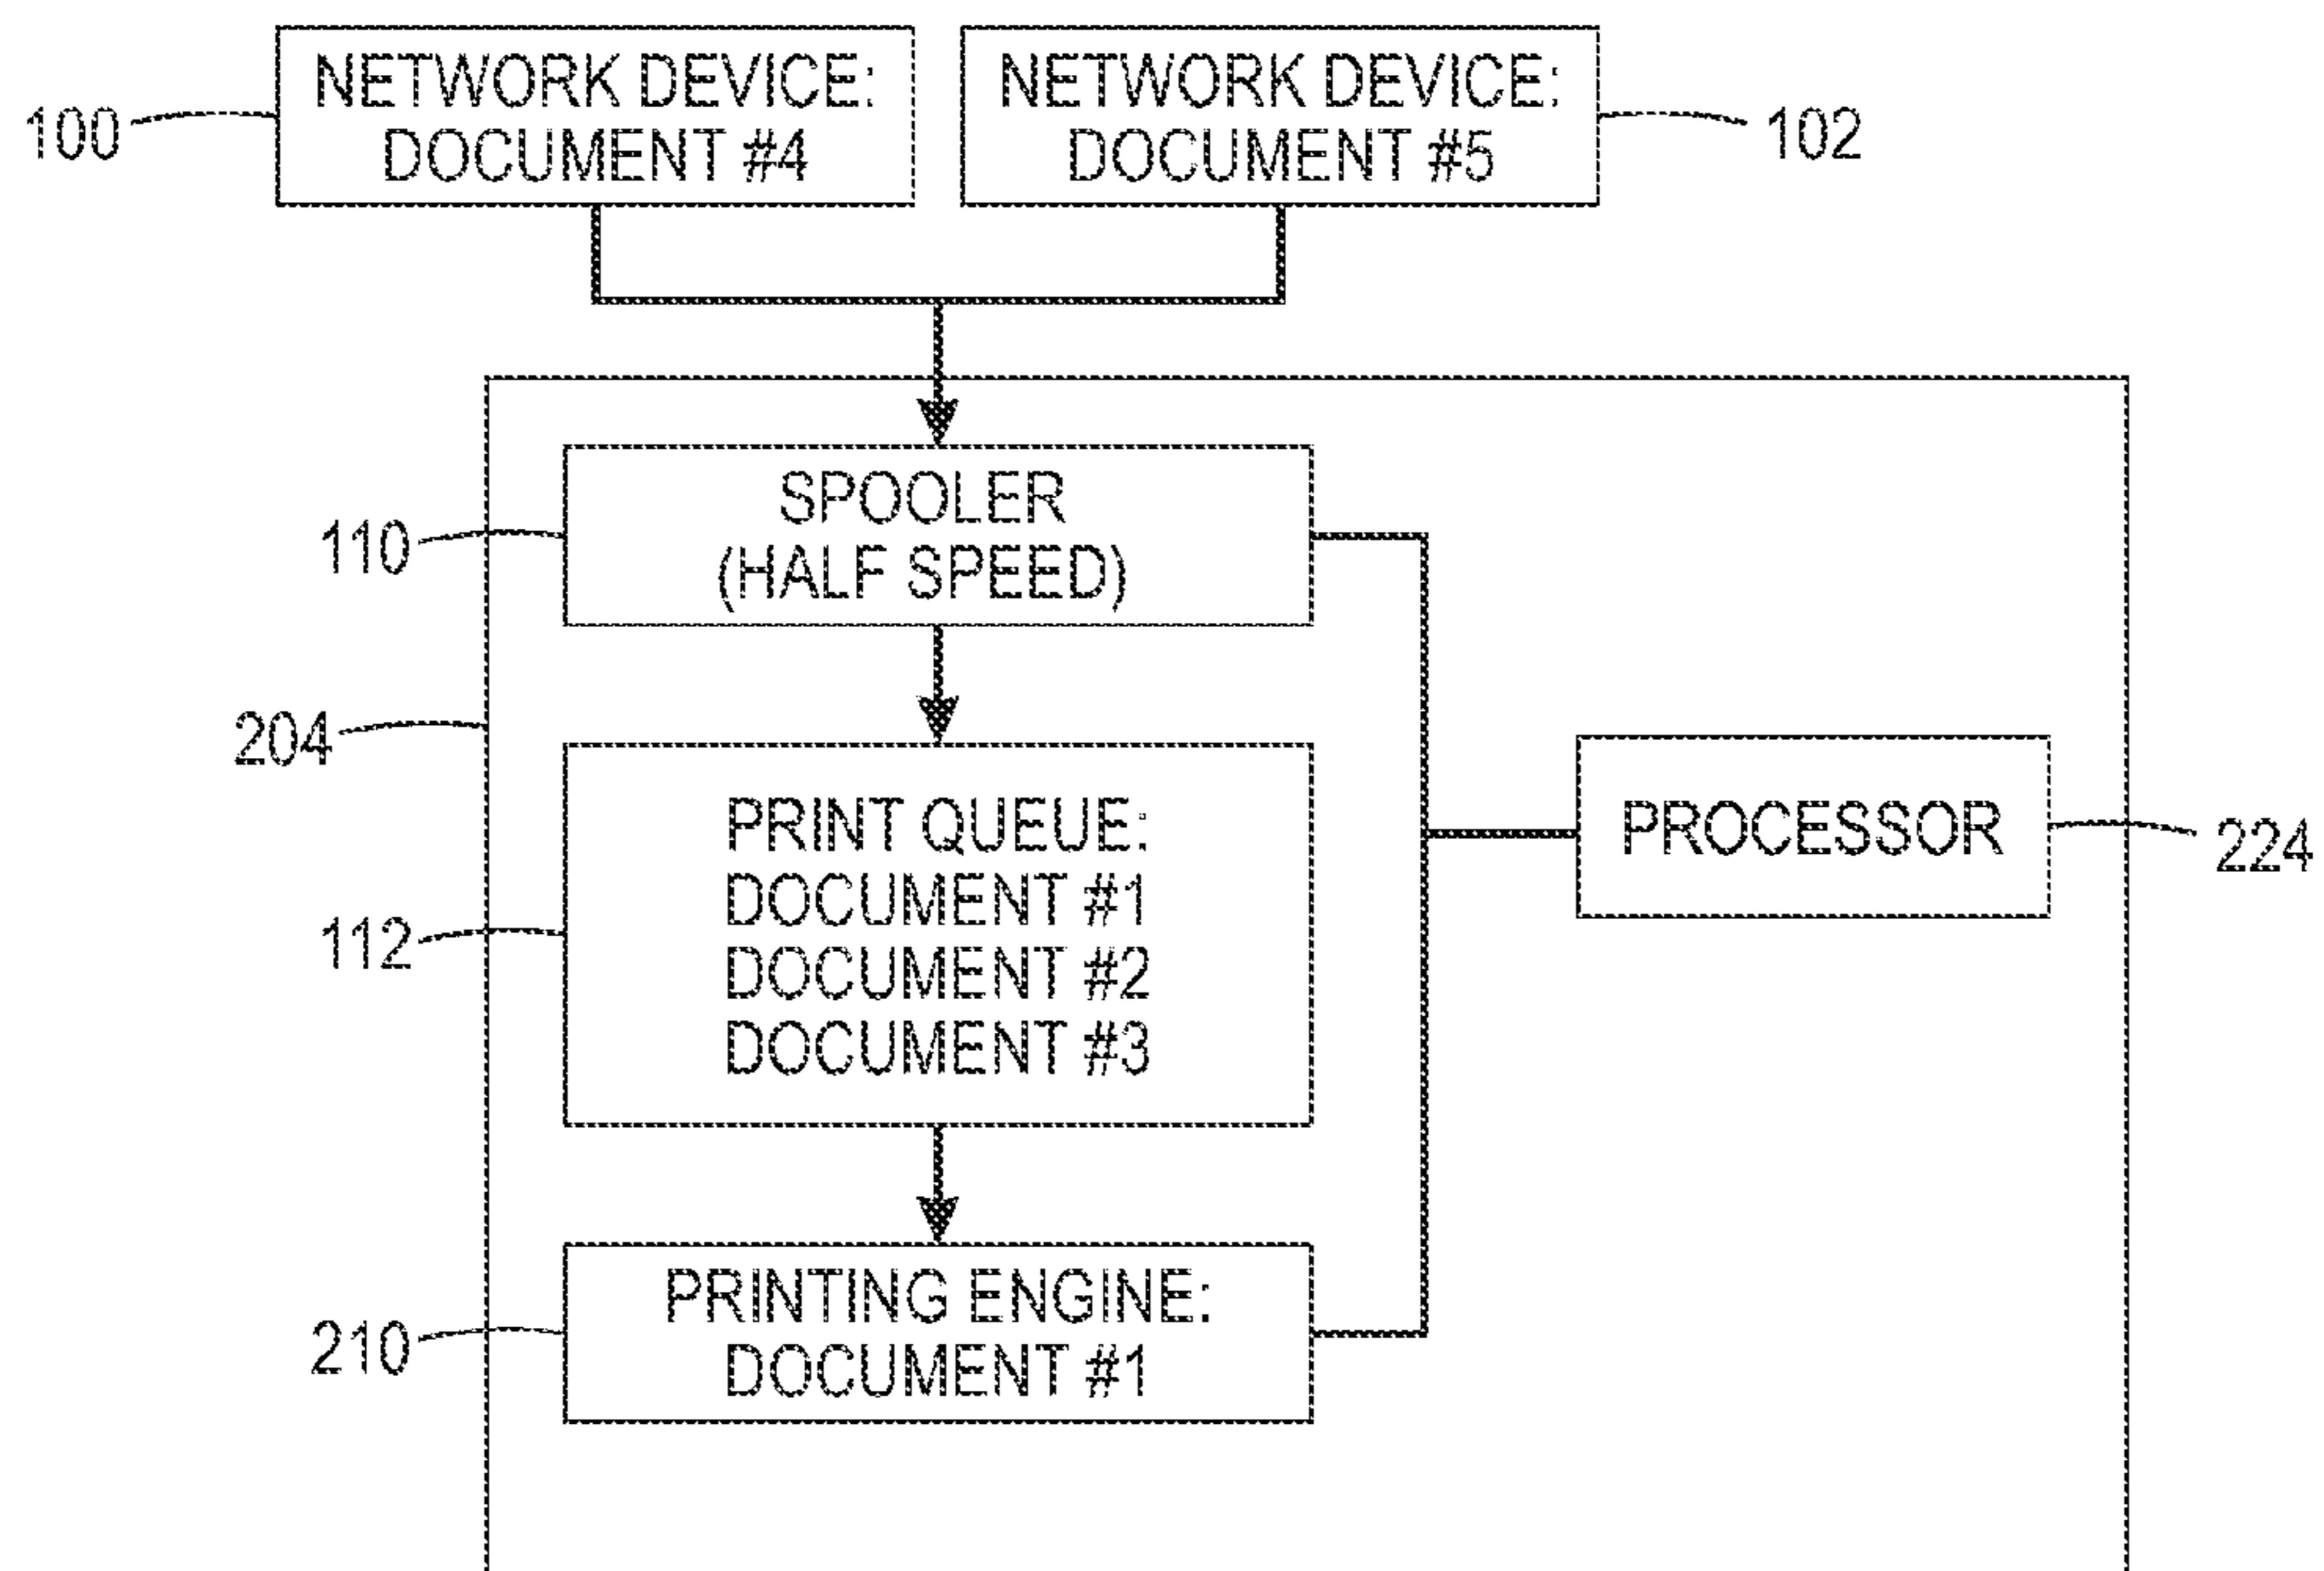 NETWORK DEVICE:
DOCUMENT #4
NETWORK DEVICE:
DOCUMENT #5
100
102
SPOOLER
(HALF SPEED)
110
204
PRINT QUEUE:
DOCUMENT #1
DOCUMENT #2
DOCUMENT #3
112
PROCESSOR
224
PRINTING ENGINE:
DOCUMENT #1
210